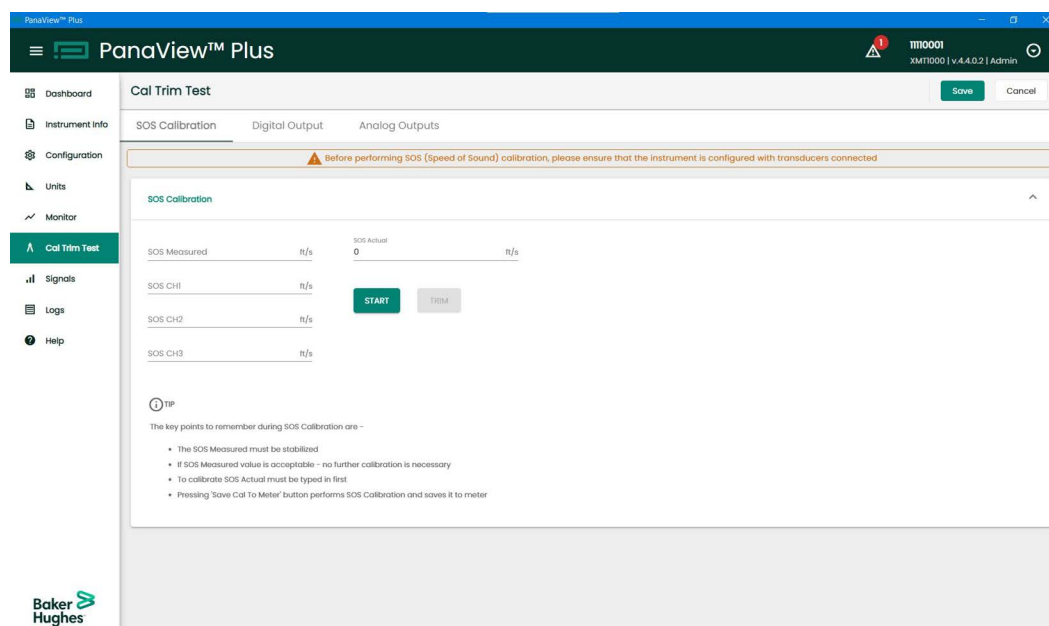 PanaView™ Plus
PanaView™ Plus
1
11110001
XMT1000 | v.4.4.0.2 | Admin
Dashboard
Instrument Info
Configuration
Units
Monitor
Cal Trim Test
Signals
Logs
Help
Cal Trim Test
Save
Cancel
SOS Calibration
Digital Output
Analog Outputs
Before performing SOS (Speed of Sound) calibration, please ensure that the instrument is configured with transducers connected
SOS Calibration
SOS Measured ft/s
SOS Actual
0 ft/s
SOS CH1 ft/s
START
TRIM
SOS CH2 ft/s
SOS CH3 ft/s
TIP
The key points to remember during SOS Calibration are -
• The SOS Measured must be stabilized
• If SOS Measured value is acceptable - no further calibration is necessary
• To calibrate SOS Actual must be typed in first
• Pressing 'Save Cal To Meter' button performs SOS Calibration and saves it to meter
Baker
Hughes